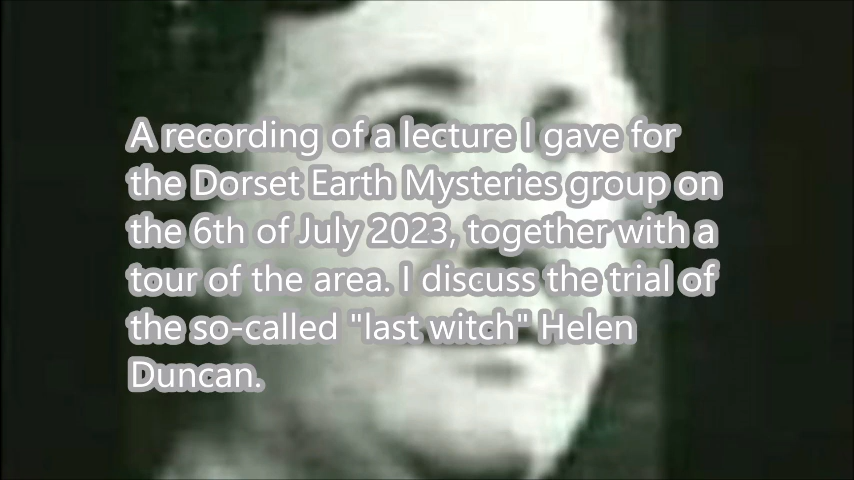 A recording of a lecture I gave for
the Dorset Earth Mysteries group on
the 6th of July 2023, together with a
tour of the area. I discuss the trial of
the so-called "last witch" Helen
Duncan.